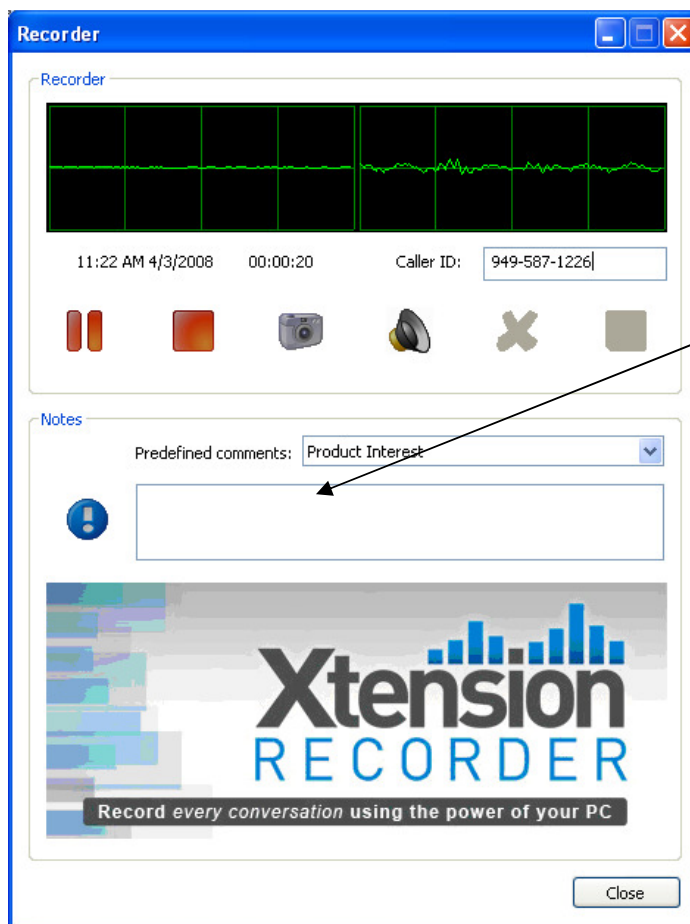 Recorder
Recorder
11:22 AM 4/3/2008 00:00:20 Caller ID: 949-587-1226
Notes
Predefined comments: Product Interest
Xtension
RECORDER
Record every conversation using the power of your PC
Close